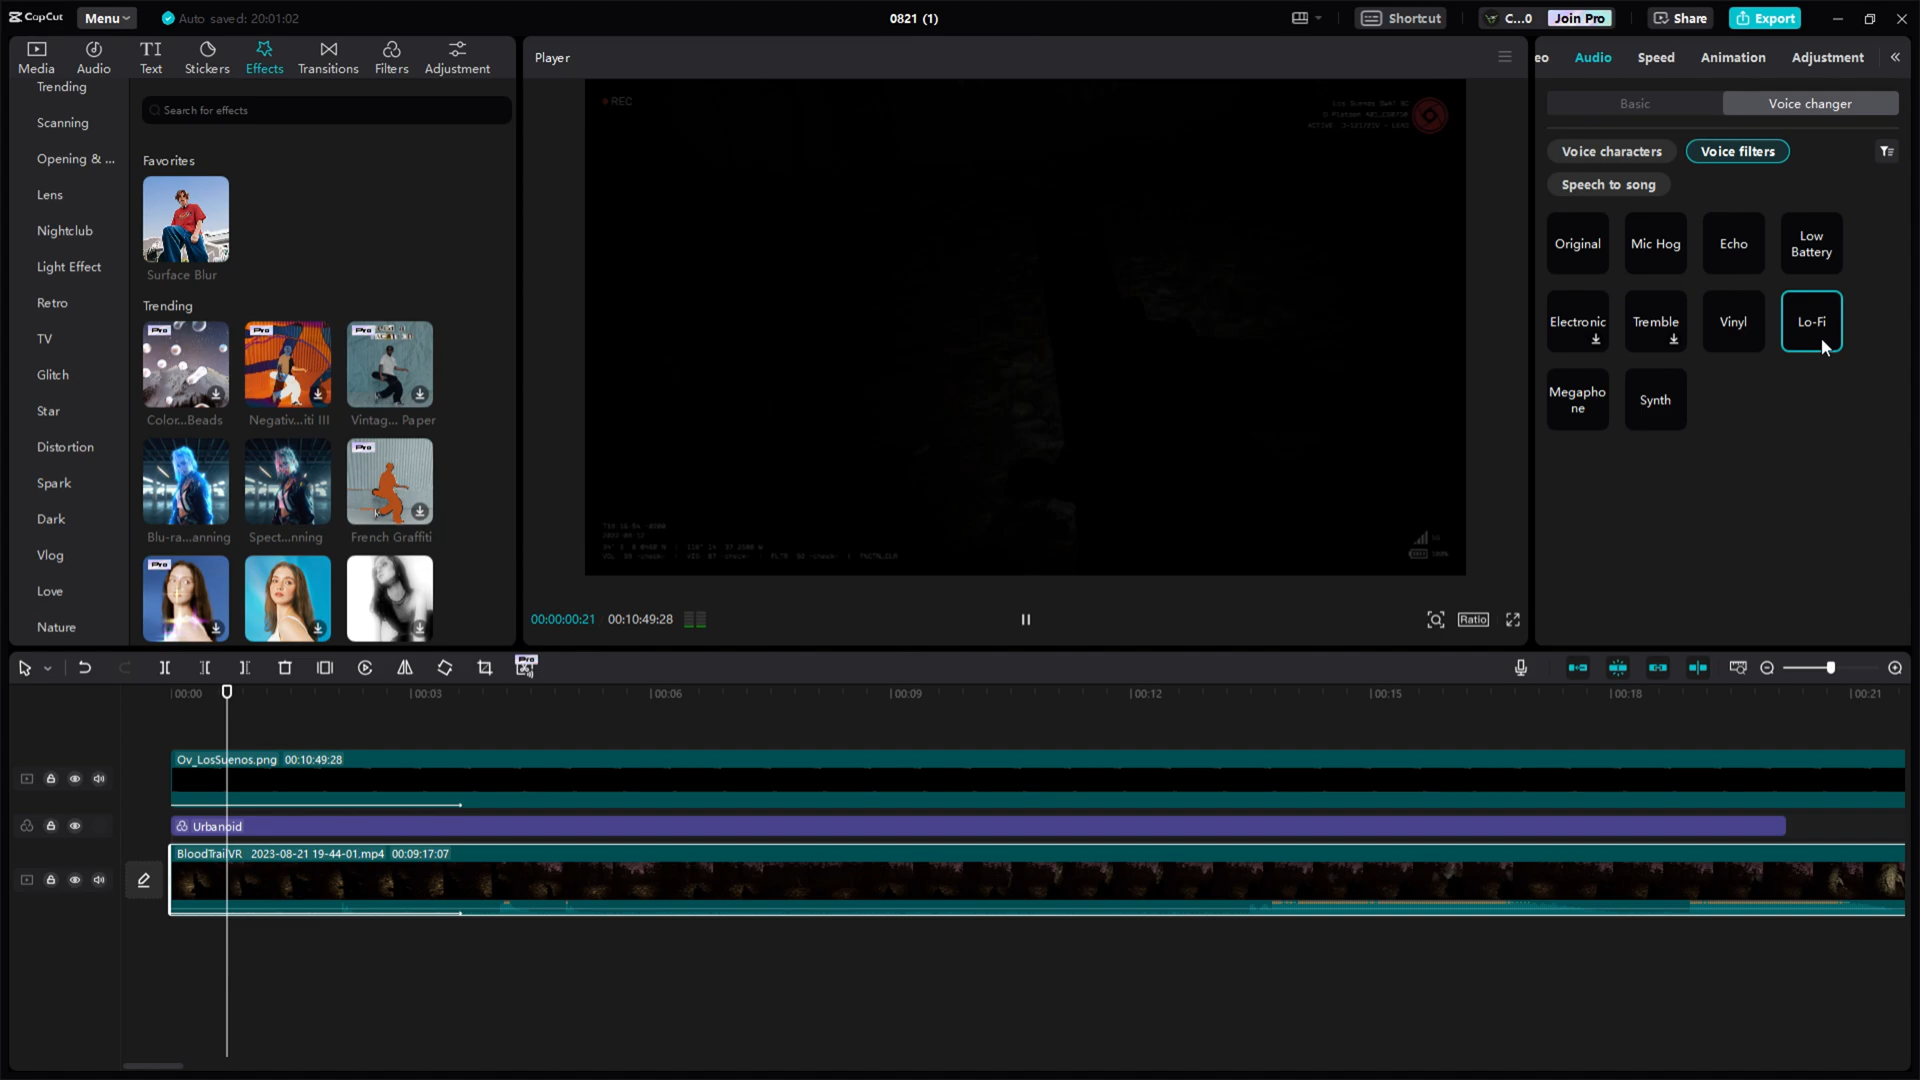 CapCut
Menu
Auto saved: 20:01:02
0821 (1)
Shortcut
C...0
Join Pro
Share
Export
Media
Audio
Text
Stickers
Effects
Transitions
Filters
Adjustment
Trending
Scanning
Opening & ...
Lens
Nightclub
Light Effect
Retro
TV
Glitch
Star
Distortion
Spark
Dark
Vlog
Love
Nature
Search for effects
Favorites
Surface Blur
Trending
Pro
Pro
Pro
Color...Beads
Negativ...iti III
Vintag... Paper
Pro
Blu-ra...anning
Spect...nning
French Graffiti
Pro
Player
REC
00:00:00:21
00:10:49:28
Ratio
eo
Audio
Speed
Animation
Adjustment
Basic
Voice changer
Voice characters
Voice filters
Speech to song
Original
Mic Hog
Echo
Low
Battery
Electronic
Tremble
Vinyl
Lo-Fi
Megapho
ne
Synth
Pro
00:00
00:03
00:06
00:09
00:12
00:15
00:18
00:21
Ov_LosSuenos.png 00:10:49:28
Urbanoid
BloodTrailVR 2023-08-21 19-44-01.mp4 00:09:17:07